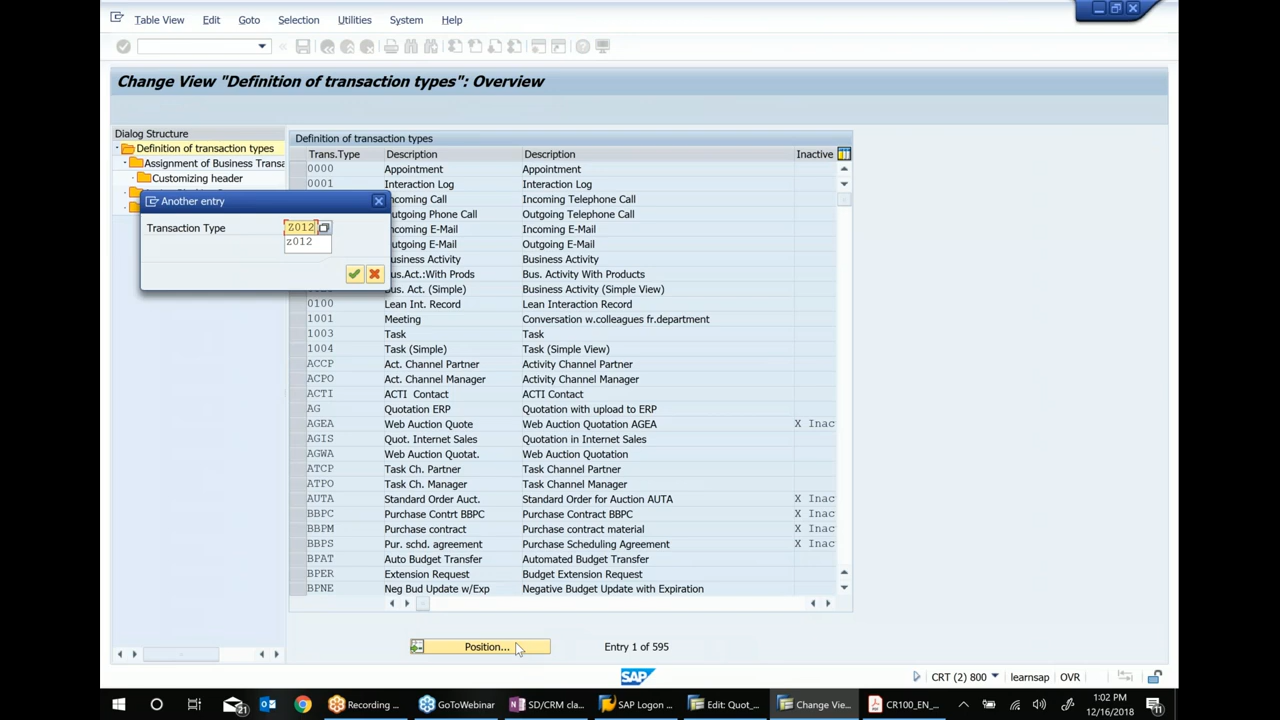 Table View Edit Goto Selection Utilities System Help
Change View "Definition of transaction types": Overview
Dialog Structure
Definition of transaction types
Assignment of Business Transa
Customizing header
Another entry
Transaction Type Z012
z012
Definition of transaction types
Trans.Type Description Description Inactive
0000 Appointment Appointment
0001 Interaction Log Interaction Log
ncoming Call Incoming Telephone Call
utgoing Phone Call Outgoing Telephone Call
ncoming E-Mail Incoming E-Mail
utgoing E-Mail Outgoing E-Mail
usiness Activity Business Activity
us.Act.:With Prods Bus. Activity With Products
us. Act. (Simple) Business Activity (Simple View)
0100 Lean Int. Record Lean Interaction Record
1001 Meeting Conversation w.colleagues fr.department
1003 Task Task
1004 Task (Simple) Task (Simple View)
ACCP Act. Channel Partner Activity Channel Partner
ACPO Act. Channel Manager Activity Channel Manager
ACTI ACTI Contact ACTI Contact
AG Quotation ERP Quotation with upload to ERP
AGEA Web Auction Quote Web Auction Quotation AGEA X Inac
AGIS Quot. Internet Sales Quotation in Internet Sales
AGWA Web Auction Quotat. Web Auction Quotation
ATCP Task Ch. Partner Task Channel Partner
ATPO Task Ch. Manager Task Channel Manager
AUTA Standard Order Auct. Standard Order for Auction AUTA X Inac
BBPC Purchase Contrt BBPC Purchase Contract BBPC X Inac
BBPM Purchase contract Purchase contract material X Inac
BBPS Pur. schd. agreement Purchase Scheduling Agreement X Inac
BPAT Auto Budget Transfer Automated Budget Transfer
BPER Extension Request Budget Extension Request
BPNE Neg Bud Update w/Exp Negative Budget Update with Expiration
Position... Entry 1 of 595
SAP
CRT (2) 800 learnsap OVR
21 Recording ... GoToWebinar SD/CRM cla... SAP Logon ... Edit: Quot_... Change Vie... CR100_EN_... 1:02 PM
12/16/2018 11